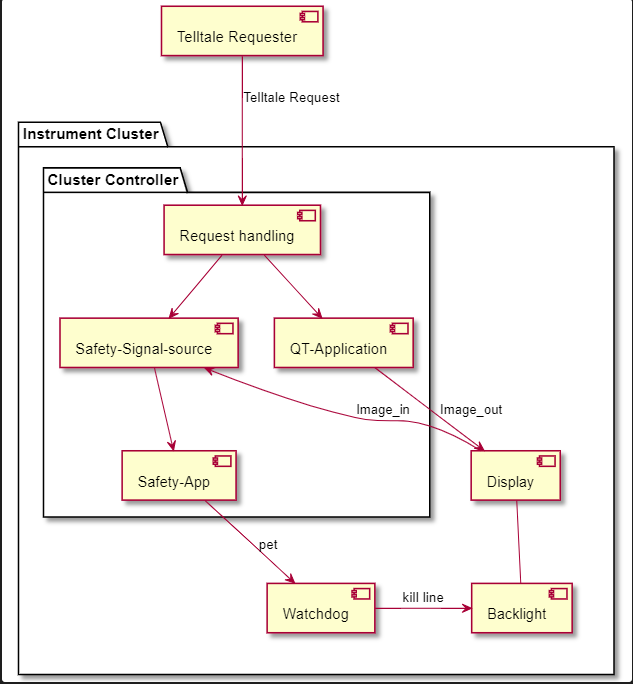 Telltale Requester
Telltale Request
Instrument Cluster
Cluster Controller
Request handling
Safety-Signal-source
QT-Application
Image_in
Image_out
Safety-App
Display
pet
Watchdog
kill line
Backlight